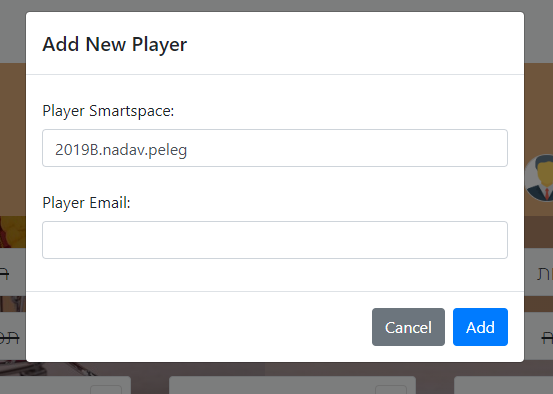 Add New Player
Player Smartspace:
2019B.nadav.peleg
Player Email:
Cancel
Add